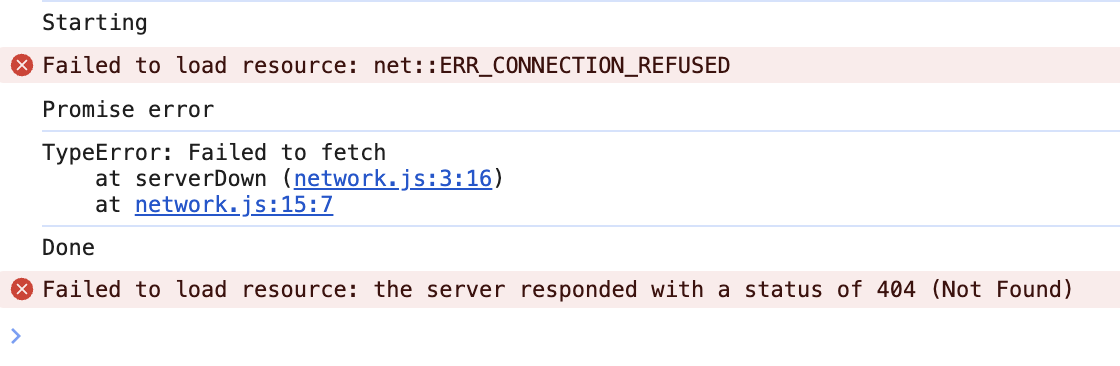 Starting
Failed to load resource: net::ERR_CONNECTION_REFUSED
Promise error
TypeError: Failed to fetch
    at serverDown (network.js:3:16)
    at network.js:15:7
Done
Failed to load resource: the server responded with a status of 404 (Not Found)